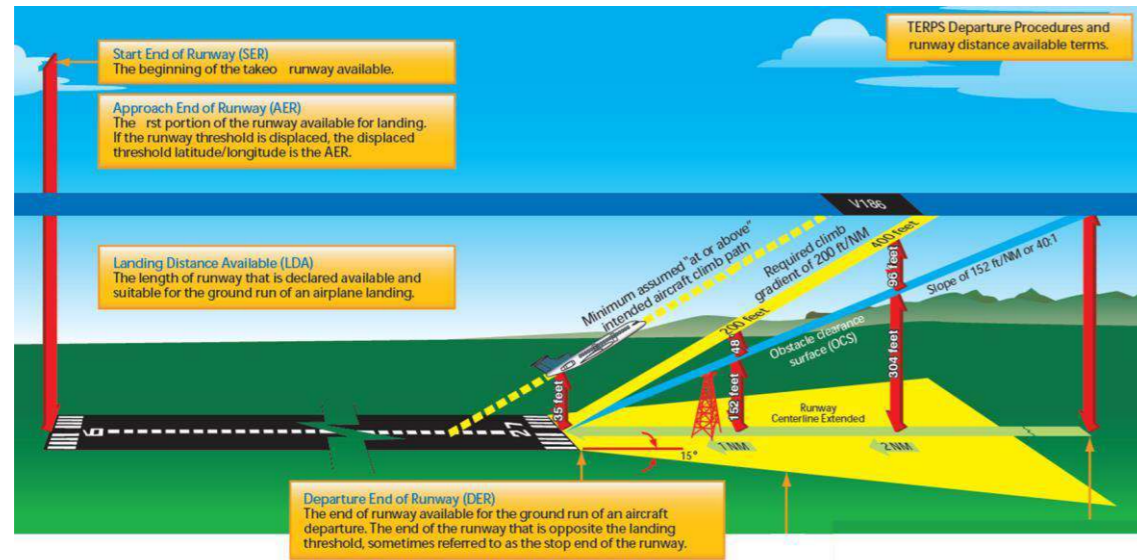 TERPS Departure Procedures and
runway distance available terms.
Start End of Runway (SER)
The beginning of the takeo runway available.
Approach End of Runway (AER)
The rst portion of the runway available for landing.
If the runway threshold is displaced, the displaced
threshold latitude/longitude is the AER.
V186
Landing Distance Available (LDA)
The length of runway that is declared available and
suitable for the ground run of an airplane landing.
Minimum assumed "at or above"
intended aircraft climb path
Required climb
gradient of 200 ft/NM
400 feet
200 feet
96 feet
Slope of 152 ft/NM or 40:1
Obstacle clearance
surface (OCS)
48
304 feet
35 feet
152 feet
Runway
Centerline Extended
9
27
1 NM
2 NM
15°
Departure End of Runway (DER)
The end of runway available for the ground run of an aircraft
departure. The end of the runway that is opposite the landing
threshold, sometimes referred to as the stop end of the runway.